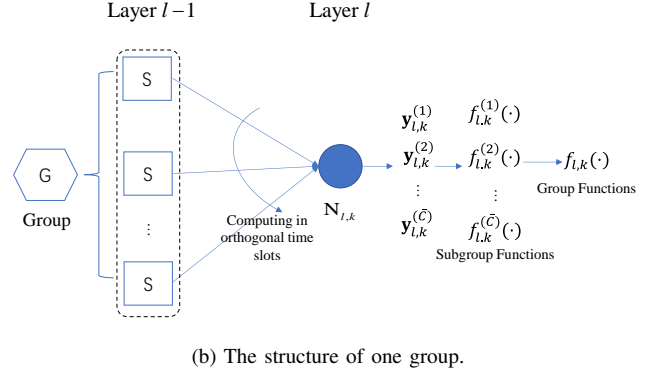 Layer l−1
Layer l
S
G
Group
S
⋮
S
Computing in
orthogonal time
slots
N_{l,k}
y_{l,k}^{(1)}
y_{l,k}^{(2)}
⋮
y_{l,k}^{(C̄)}
f_{l.k}^{(1)}(·)
f_{l.k}^{(2)}(·)
⋮
f_{l.k}^{(C̄)}(·)
Subgroup Functions
f_{l,k}(·)
Group Functions
(b) The structure of one group.